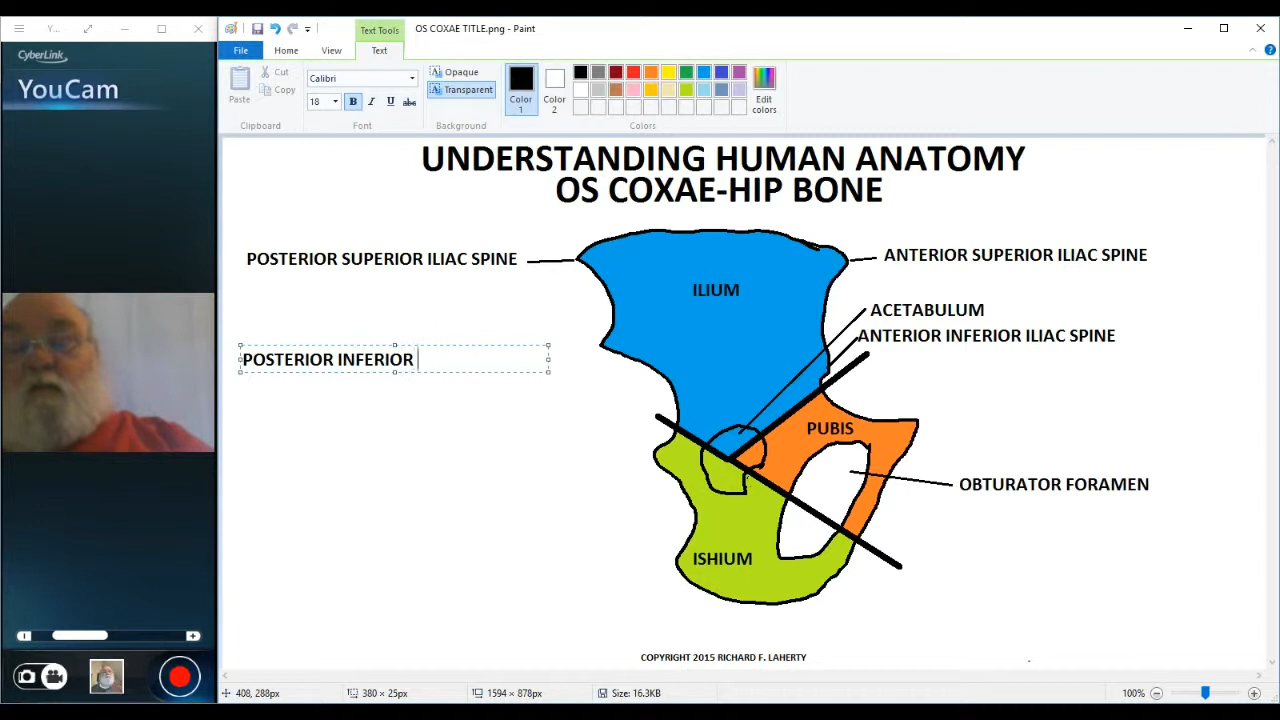 Y...
OS COXAE TITLE.png - Paint
Text Tools
CyberLink
YouCam
File
Home
View
Text
Paste
Cut
Copy
Clipboard
Calibri
18
B
I
U
abc
Font
Opaque
Transparent
Background
Color 1
Color 2
Edit colors
Colors
UNDERSTANDING HUMAN ANATOMY
OS COXAE-HIP BONE
POSTERIOR SUPERIOR ILIAC SPINE
ANTERIOR SUPERIOR ILIAC SPINE
ILIUM
ACETABULUM
ANTERIOR INFERIOR ILIAC SPINE
POSTERIOR INFERIOR
PUBIS
OBTURATOR FORAMEN
ISHIUM
COPYRIGHT 2015 RICHARD F. LAHERTY
408, 288px
380 × 25px
1594 × 878px
Size: 16.3KB
100%